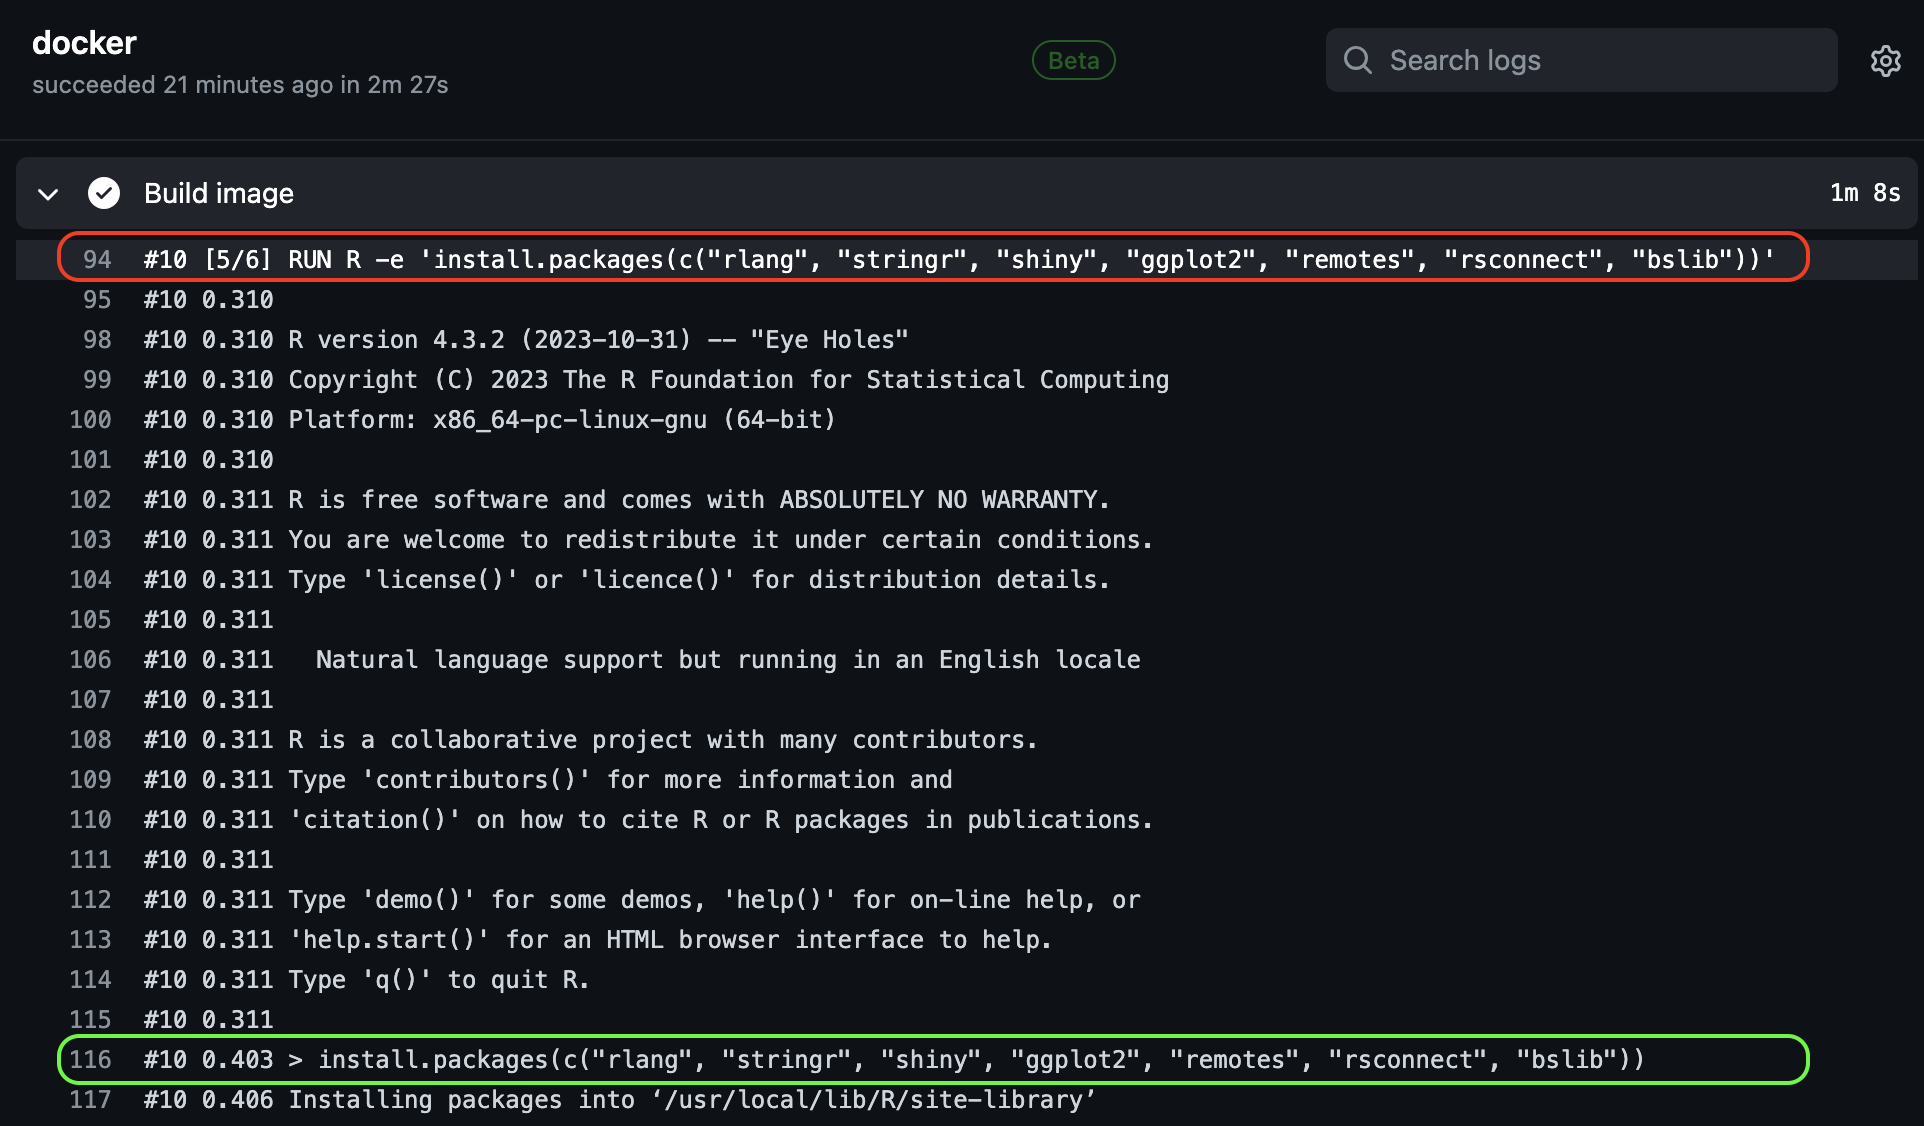 docker
succeeded 21 minutes ago in 2m 27s
Beta
Search logs
Build image
1m 8s
94 #10 [5/6] RUN R -e 'install.packages(c("rlang", "stringr", "shiny", "ggplot2", "remotes", "rsconnect", "bslib"))'
95 #10 0.310
98 #10 0.310 R version 4.3.2 (2023-10-31) -- "Eye Holes"
99 #10 0.310 Copyright (C) 2023 The R Foundation for Statistical Computing
100 #10 0.310 Platform: x86_64-pc-linux-gnu (64-bit)
101 #10 0.310
102 #10 0.311 R is free software and comes with ABSOLUTELY NO WARRANTY.
103 #10 0.311 You are welcome to redistribute it under certain conditions.
104 #10 0.311 Type 'license()' or 'licence()' for distribution details.
105 #10 0.311
106 #10 0.311   Natural language support but running in an English locale
107 #10 0.311
108 #10 0.311 R is a collaborative project with many contributors.
109 #10 0.311 Type 'contributors()' for more information and
110 #10 0.311 'citation()' on how to cite R or R packages in publications.
111 #10 0.311
112 #10 0.311 Type 'demo()' for some demos, 'help()' for on-line help, or
113 #10 0.311 'help.start()' for an HTML browser interface to help.
114 #10 0.311 Type 'q()' to quit R.
115 #10 0.311
116 #10 0.403 > install.packages(c("rlang", "stringr", "shiny", "ggplot2", "remotes", "rsconnect", "bslib"))
117 #10 0.406 Installing packages into ‘/usr/local/lib/R/site-library’